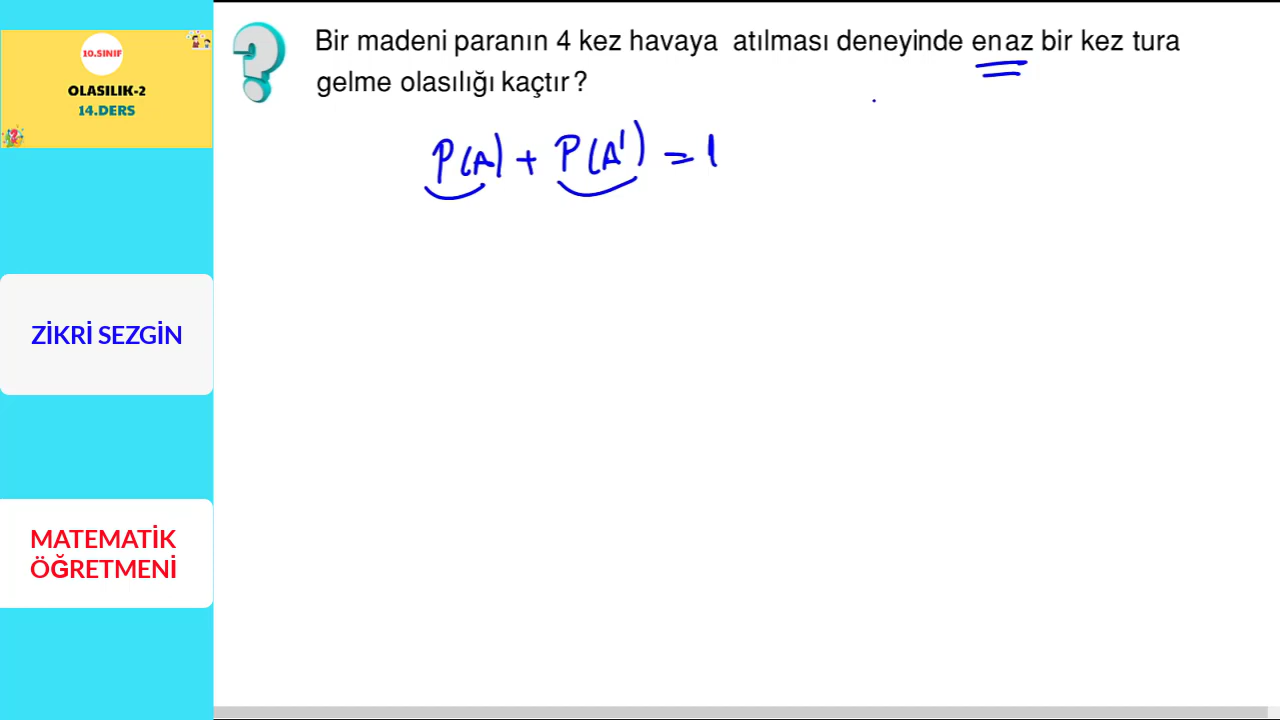 10.SINIF
OLASILIK-2
14.DERS
Bir madeni paranın 4 kez havaya atılması deneyinde en az bir kez tura
gelme olasılığı kaçtır ?
P(A) + P(A') = 1
ZİKRİ SEZGİN
MATEMATİK
ÖĞRETMENİ